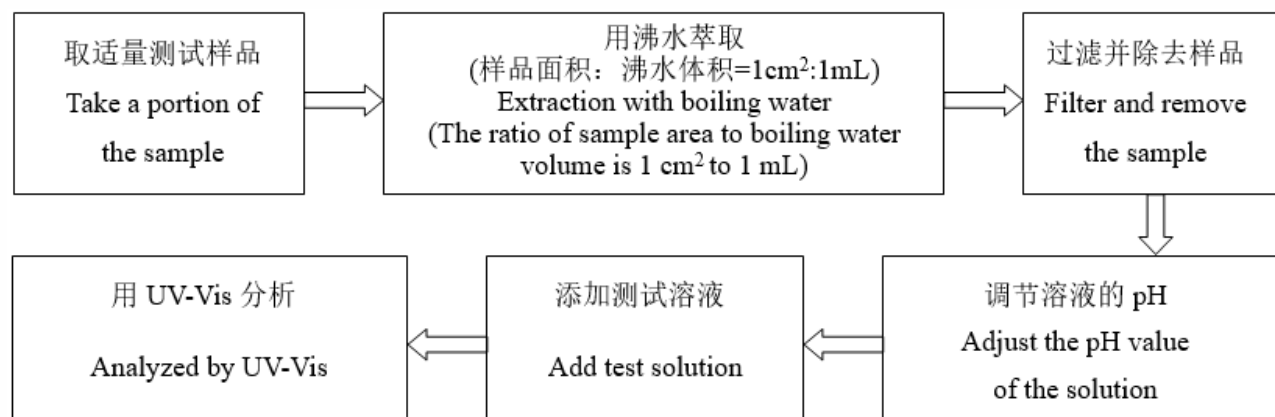 取适量测试样品
Take a portion of
the sample
用沸水萃取
(样品面积：沸水体积=1cm²:1mL)
Extraction with boiling water
(The ratio of sample area to boiling water
volume is 1 cm² to 1 mL)
过滤并除去样品
Filter and remove
the sample
调节溶液的 pH
Adjust the pH value
of the solution
添加测试溶液
Add test solution
用 UV-Vis 分析
Analyzed by UV-Vis